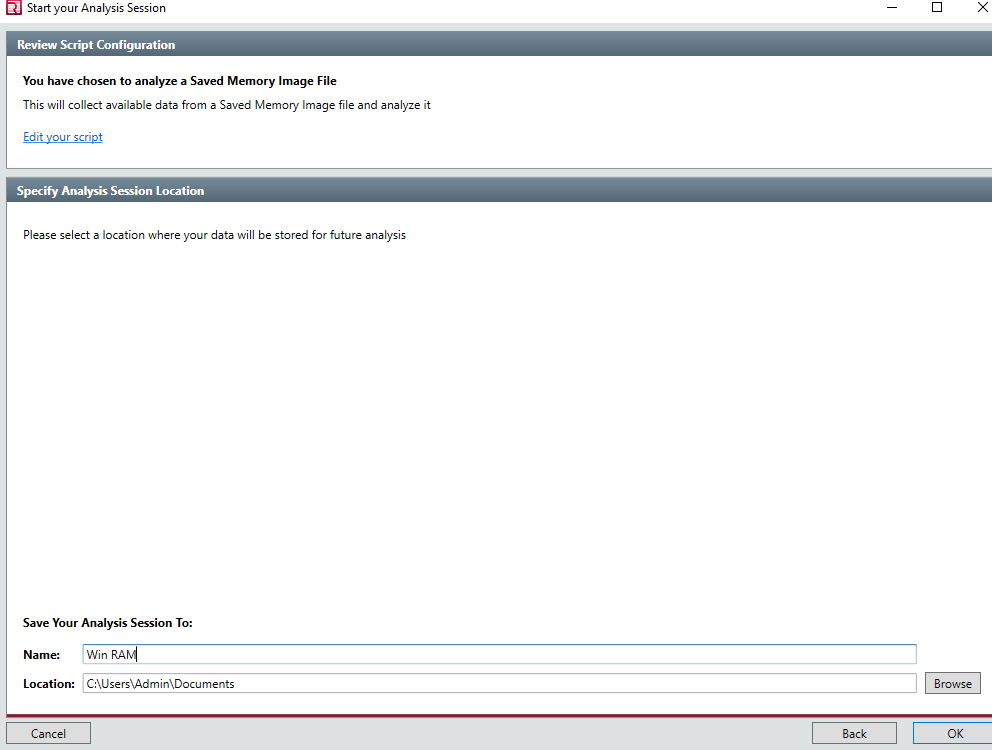 Start your Analysis Session
Review Script Configuration
You have chosen to analyze a Saved Memory Image File
This will collect available data from a Saved Memory Image file and analyze it
Edit your script
Specify Analysis Session Location
Please select a location where your data will be stored for future analysis
Save Your Analysis Session To:
Name: Win RAM
Location: C:\Users\Admin\Documents Browse
Cancel Back OK